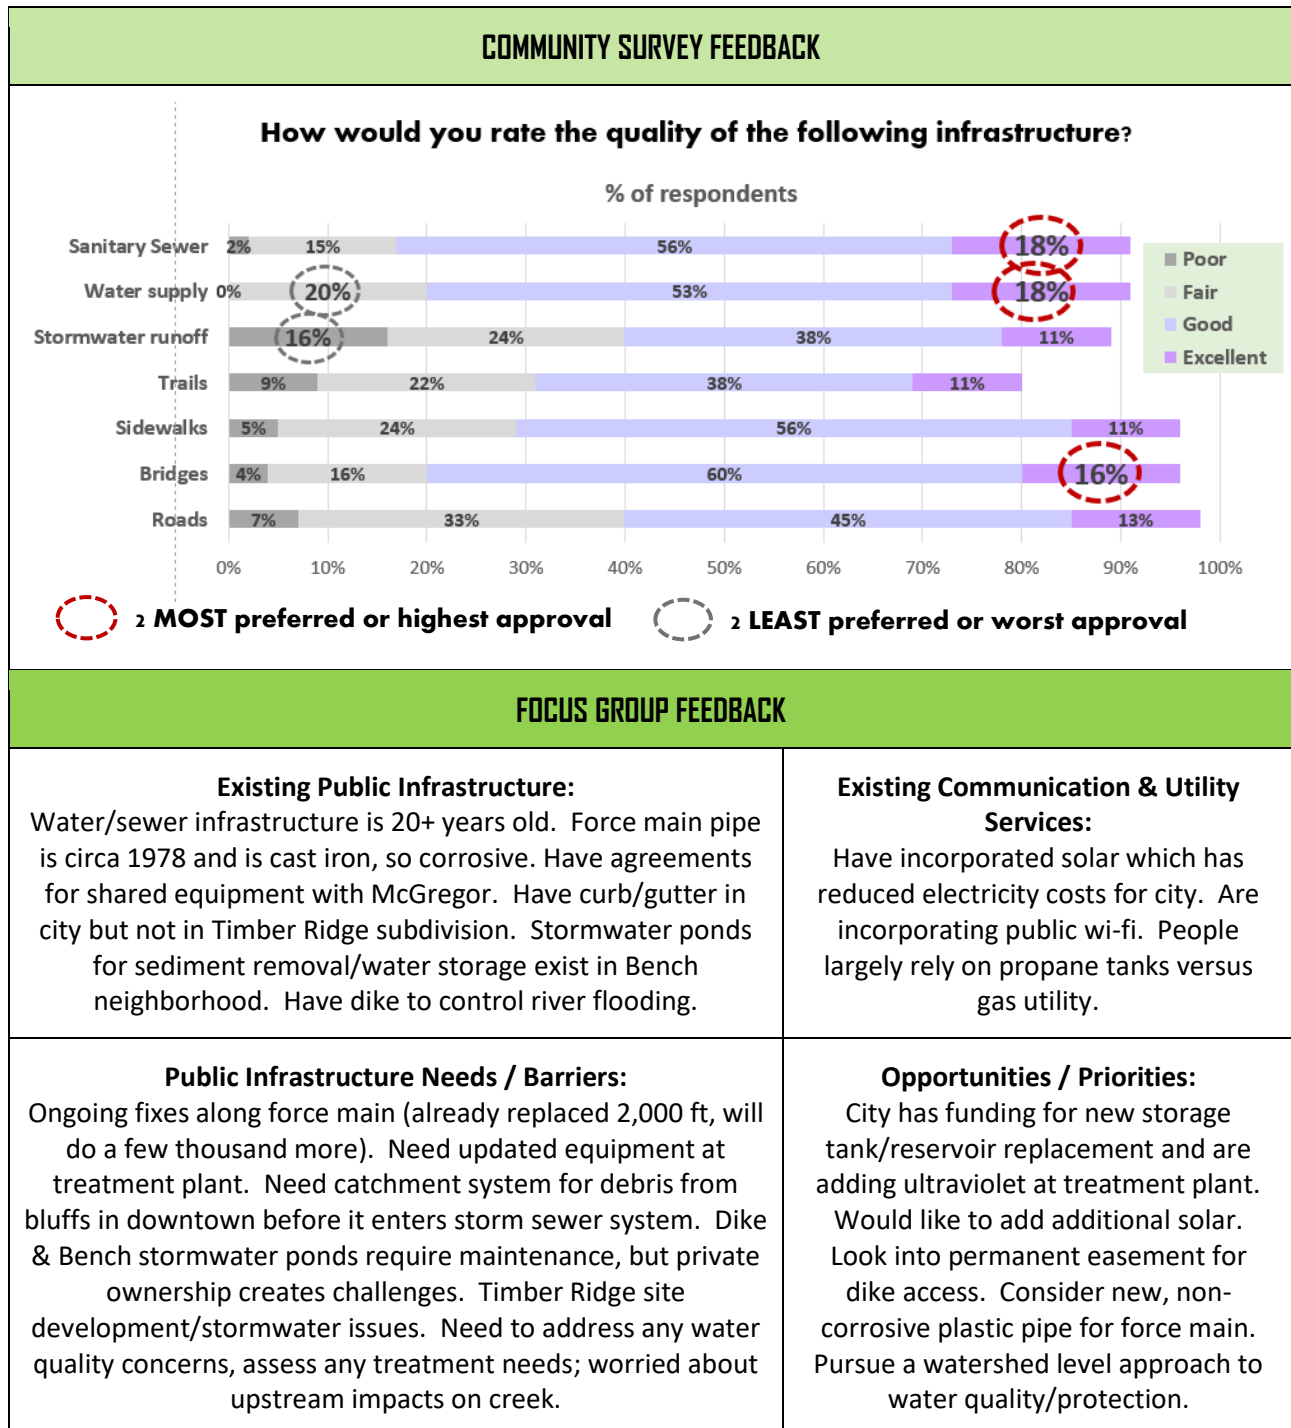 COMMUNITY SURVEY FEEDBACK
How would you rate the quality of the following infrastructure?
% of respondents
Sanitary Sewer 2% 15% 56% 18%
Water supply 0% 20% 53% 18%
Stormwater runoff 16% 24% 38% 11%
Trails 9% 22% 38% 11%
Sidewalks 5% 24% 56% 11%
Bridges 4% 16% 60% 16%
Roads 7% 33% 45% 13%
0% 10% 20% 30% 40% 50% 60% 70% 80% 90% 100%
Poor
Fair
Good
Excellent
2 MOST preferred or highest approval
2 LEAST preferred or worst approval
FOCUS GROUP FEEDBACK
Existing Public Infrastructure:
Water/sewer infrastructure is 20+ years old. Force main pipe
is circa 1978 and is cast iron, so corrosive. Have agreements
for shared equipment with McGregor. Have curb/gutter in
city but not in Timber Ridge subdivision. Stormwater ponds
for sediment removal/water storage exist in Bench
neighborhood. Have dike to control river flooding.
Existing Communication & Utility
Services:
Have incorporated solar which has
reduced electricity costs for city. Are
incorporating public wi-fi. People
largely rely on propane tanks versus
gas utility.
Public Infrastructure Needs / Barriers:
Ongoing fixes along force main (already replaced 2,000 ft, will
do a few thousand more). Need updated equipment at
treatment plant. Need catchment system for debris from
bluffs in downtown before it enters storm sewer system. Dike
& Bench stormwater ponds require maintenance, but private
ownership creates challenges. Timber Ridge site
development/stormwater issues. Need to address any water
quality concerns, assess any treatment needs; worried about
upstream impacts on creek.
Opportunities / Priorities:
City has funding for new storage
tank/reservoir replacement and are
adding ultraviolet at treatment plant.
Would like to add additional solar.
Look into permanent easement for
dike access. Consider new, non-
corrosive plastic pipe for force main.
Pursue a watershed level approach to
water quality/protection.